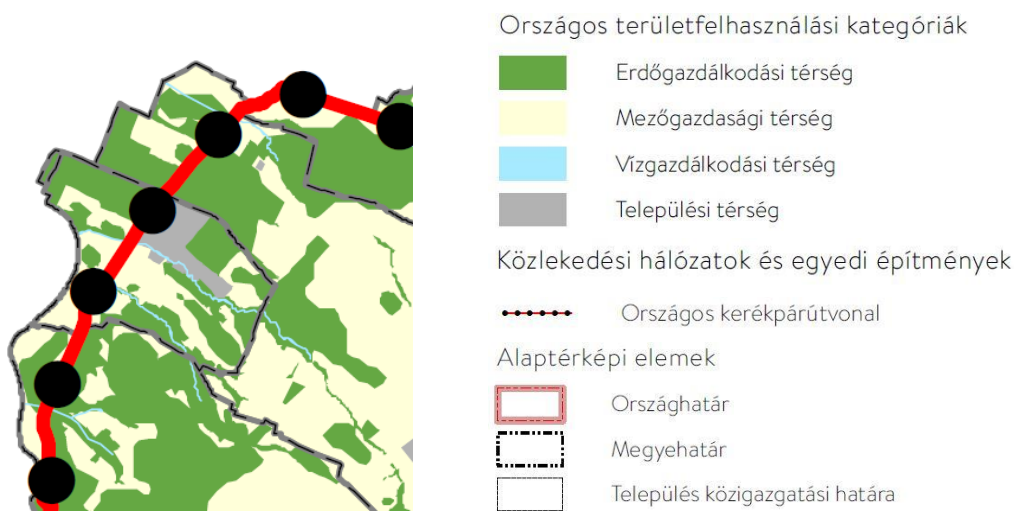 Országos területfelhasználási kategóriák
Erdőgazdálkodási térség
Mezőgazdasági térség
Vízgazdálkodási térség
Települési térség
Közlekedési hálózatok és egyedi építmények
Országos kerékpárútvonal
Alaptérképi elemek
Országhatár
Megyehatár
Település közigazgatási határa